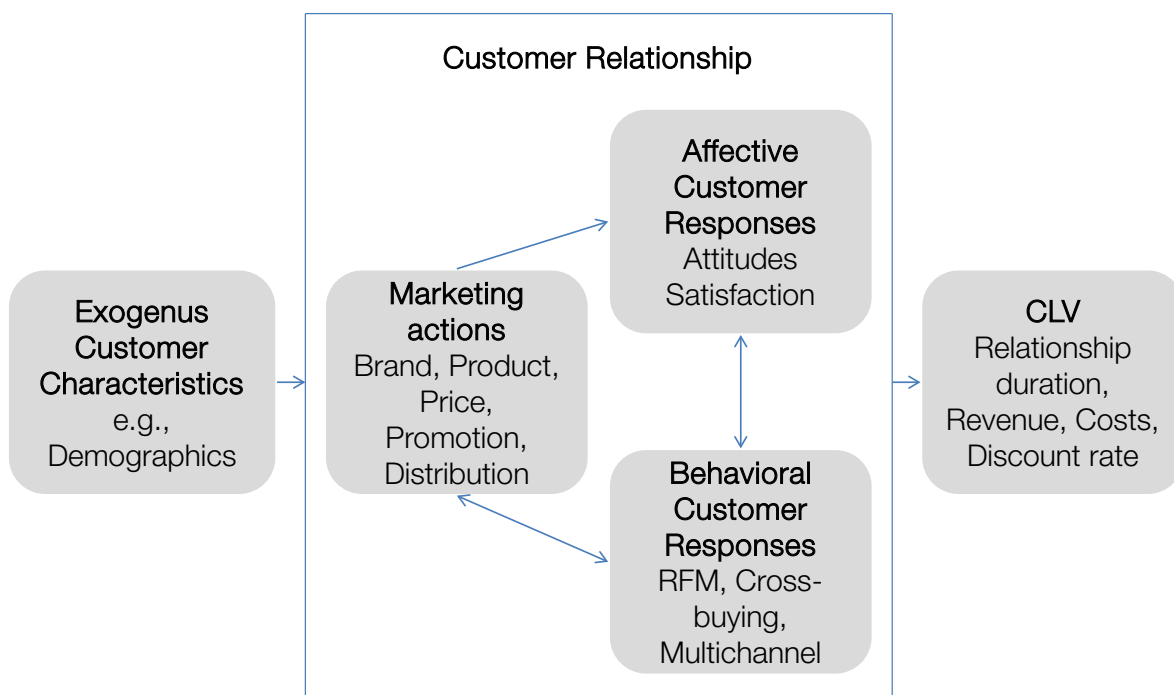 Customer Relationship
Exogenus
Customer
Characteristics
e.g.,
Demographics
Marketing
actions
Brand, Product,
Price,
Promotion,
Distribution
Affective
Customer
Responses
Attitudes
Satisfaction
Behavioral
Customer
Responses
RFM, Cross-
buying,
Multichannel
CLV
Relationship
duration,
Revenue, Costs,
Discount rate